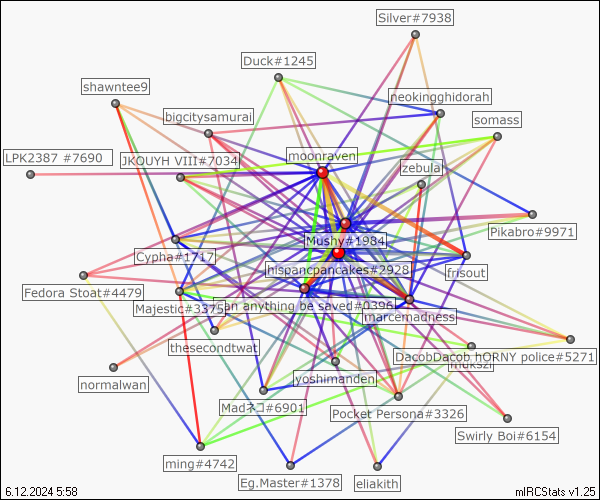 Silver#7938
Duck#1245
shawntee9
neokingghidorah
bigcitysamurai
somass
moonraven
LPK2387 #7690
JKOUYH VIII#7034
zebulai
Pikabro#9971
Mushy#1984
Cypha#1717
hispancpancakes#2928
frisout
Fedora Stoat#4479
Majestic#3375
an anything be saved#0396
marcemadness
thesecondtwat
DacobDacob hORNY police#5271
yoshimanden
normalwan
Madネコ#6901
Pocket Persona#3326
Swirly Boi#6154
ming#4742
Eg.Master#1378
eliakith
6.12.2024 5:58
mIRCStats v1.25